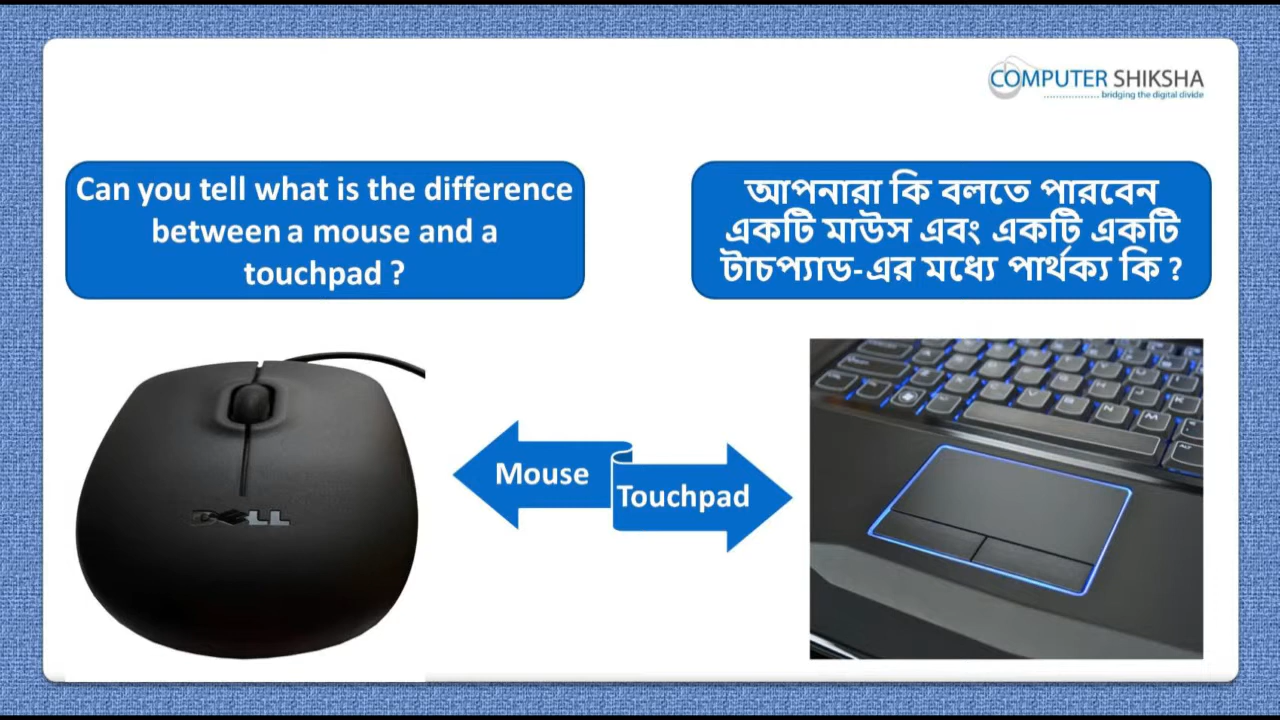 COMPUTER SHIKSHA
bridging the digital divide
Can you tell what is the difference
between a mouse and a
touchpad ?
আপনারা কি বলতে পারবেন
একটি মাউস এবং একটি একটি
টাচপ্যাড-এর মধ্যে পার্থক্য কি ?
DELL
Mouse
Touchpad